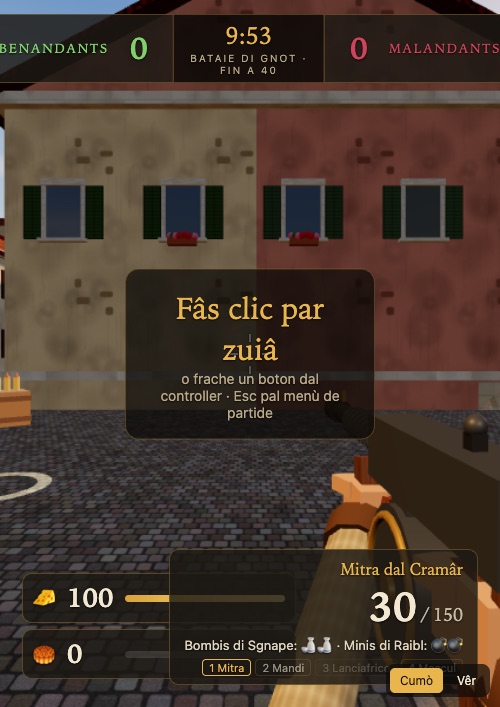 BENANDANTS 0
9:53
BATAIE DI GNOT ·
FIN A 40
0 MALANDANTS
Fâs clic par
zuiâ
o frache un boton dal
controller · Esc pal menù de
partide
Mitra dal Cramâr
30 / 150
100
Bombis di Sgnape: · Minis di Raibl:
0
1 Mitra 2 Mandi 3 Lanciafric
Cumò Vêr